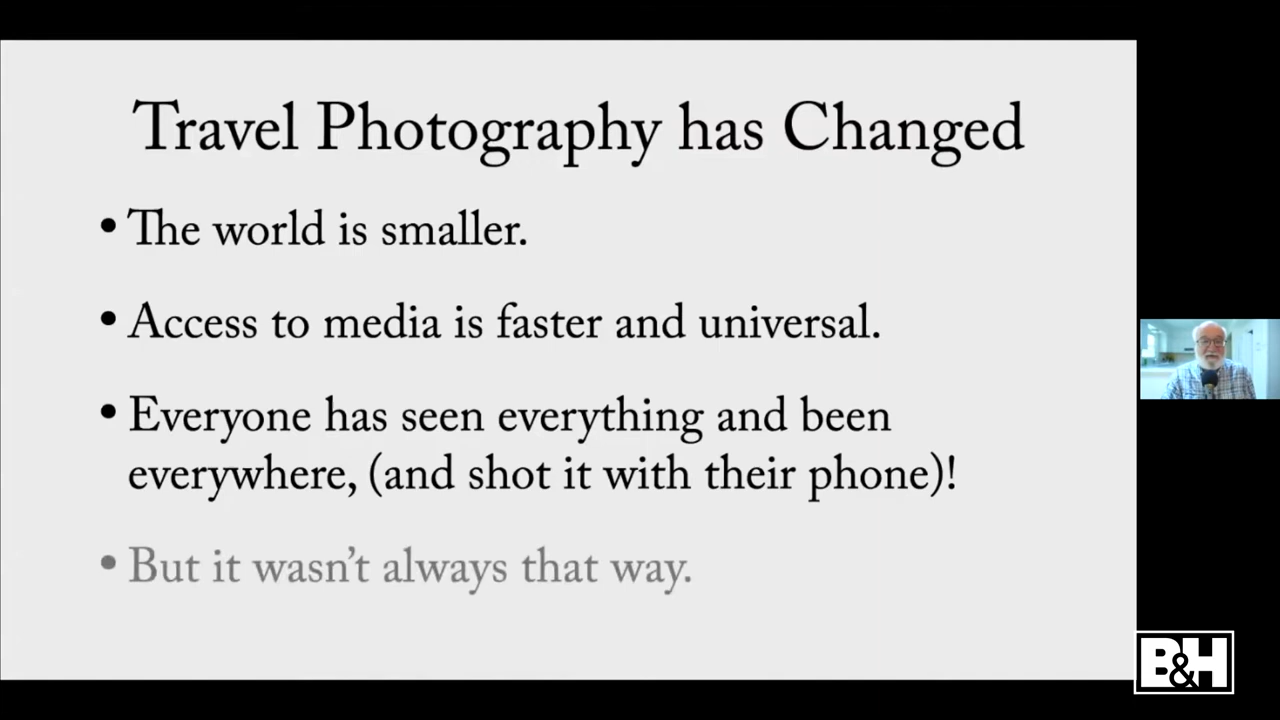 Travel Photography has Changed
• The world is smaller.
• Access to media is faster and universal.
• Everyone has seen everything and been
everywhere, (and shot it with their phone)!
• But it wasn’t always that way.
B&H